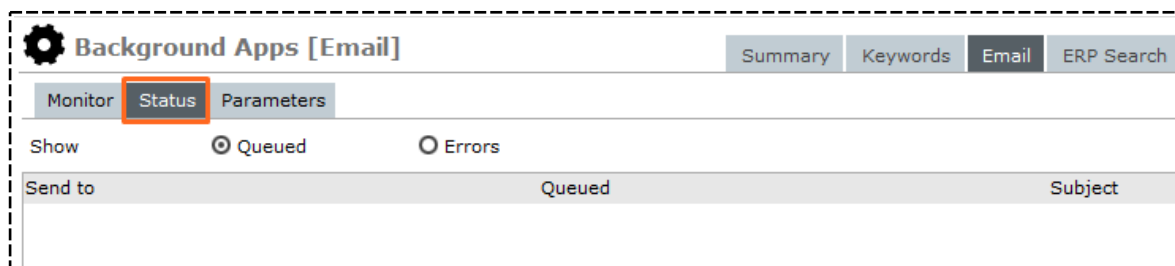 Background Apps [Email]
Summary Keywords Email ERP Search
Monitor Status Parameters
Show Queued Errors
Send to Queued Subject